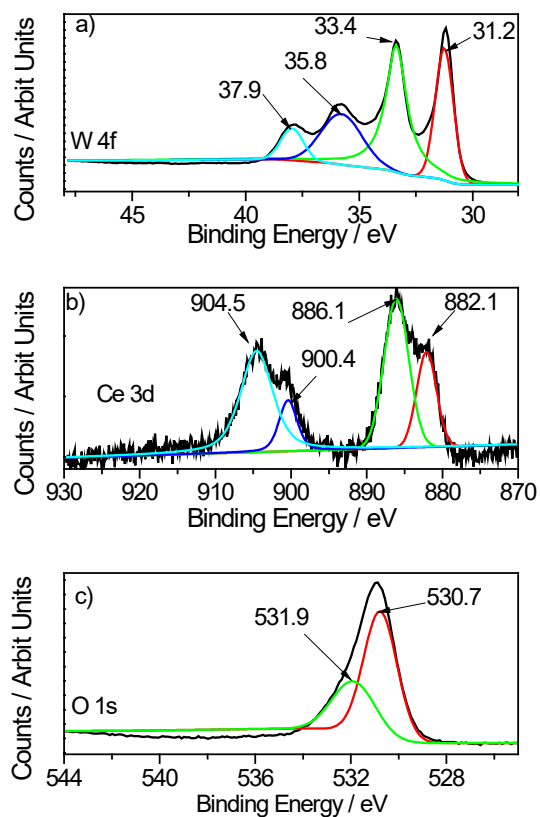 a)
33.4
31.2
35.8
37.9
W 4f
Counts / Arbit Units
45 40 35 30
Binding Energy / eV
b)
904.5
886.1
882.1
900.4
Ce 3d
Counts / Arbit Units
930 920 910 900 890 880 870
Binding Energy / eV
c)
530.7
531.9
O 1s
Counts / Arbit Units
544 540 536 532 528
Binding Energy / eV